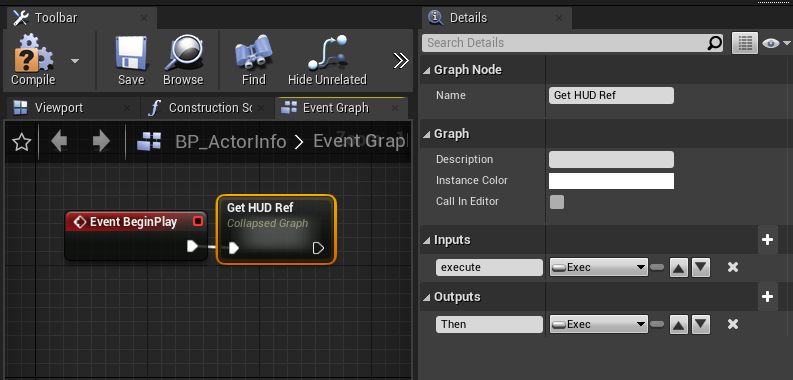 Toolbar
Compile
Save
Browse
Find
Hide Unrelated
Viewport
Construction Sc
Event Graph
BP_ActorInfo > Event Grap
Event BeginPlay
Get HUD Ref
Collapsed Graph
Details
Search Details
Graph Node
Name
Get HUD Ref
Graph
Description
Instance Color
Call In Editor
Inputs
execute
Exec
Outputs
Then
Exec